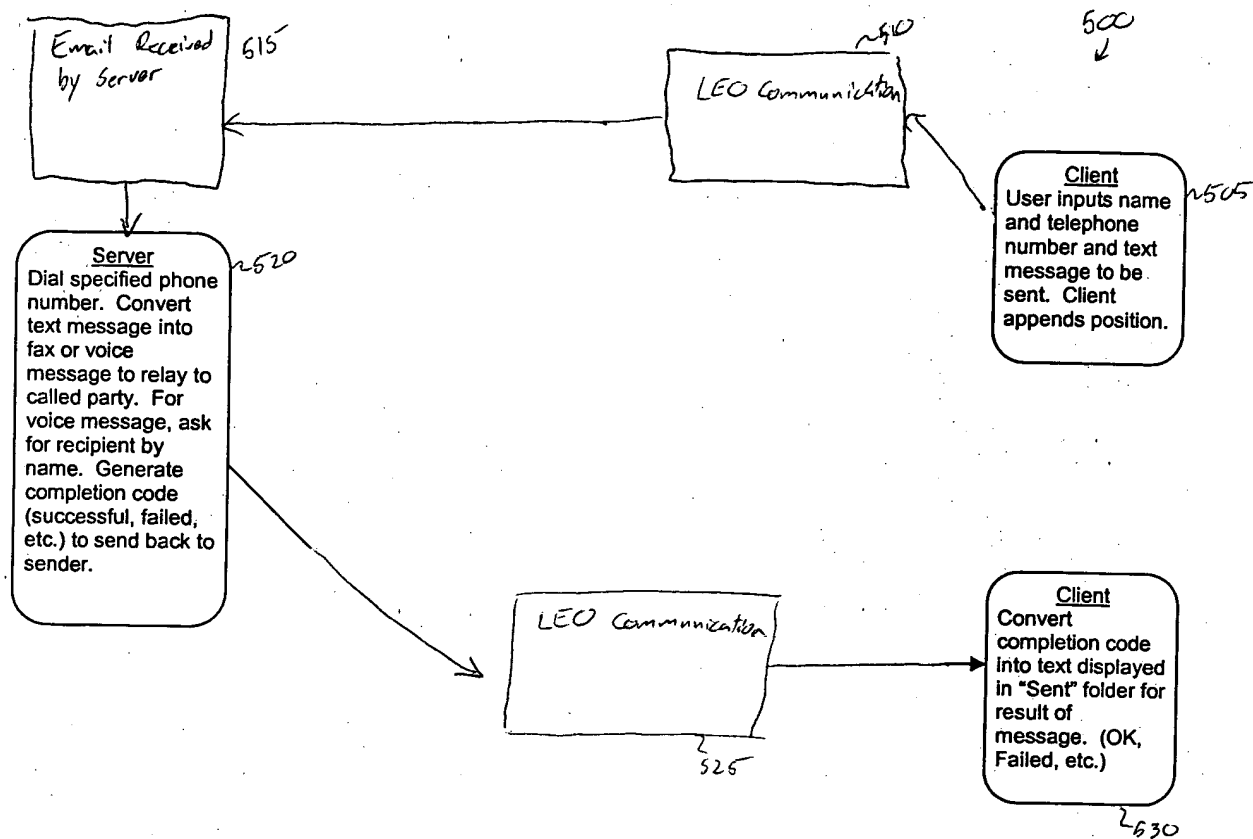 500
Email Received
by Server
515
510
LEO Communication
Client
User inputs name
and telephone
number and text
message to be
sent. Client
appends position.
505
Server
Dial specified phone
number. Convert
text message into
fax or voice
message to relay to
called party. For
voice message, ask
for recipient by
name. Generate
completion code
(successful, failed,
etc.) to send back to
sender.
520
LEO Communication
525
Client
Convert
completion code
into text displayed
in “Sent” folder for
result of
message. (OK,
Failed, etc.)
530